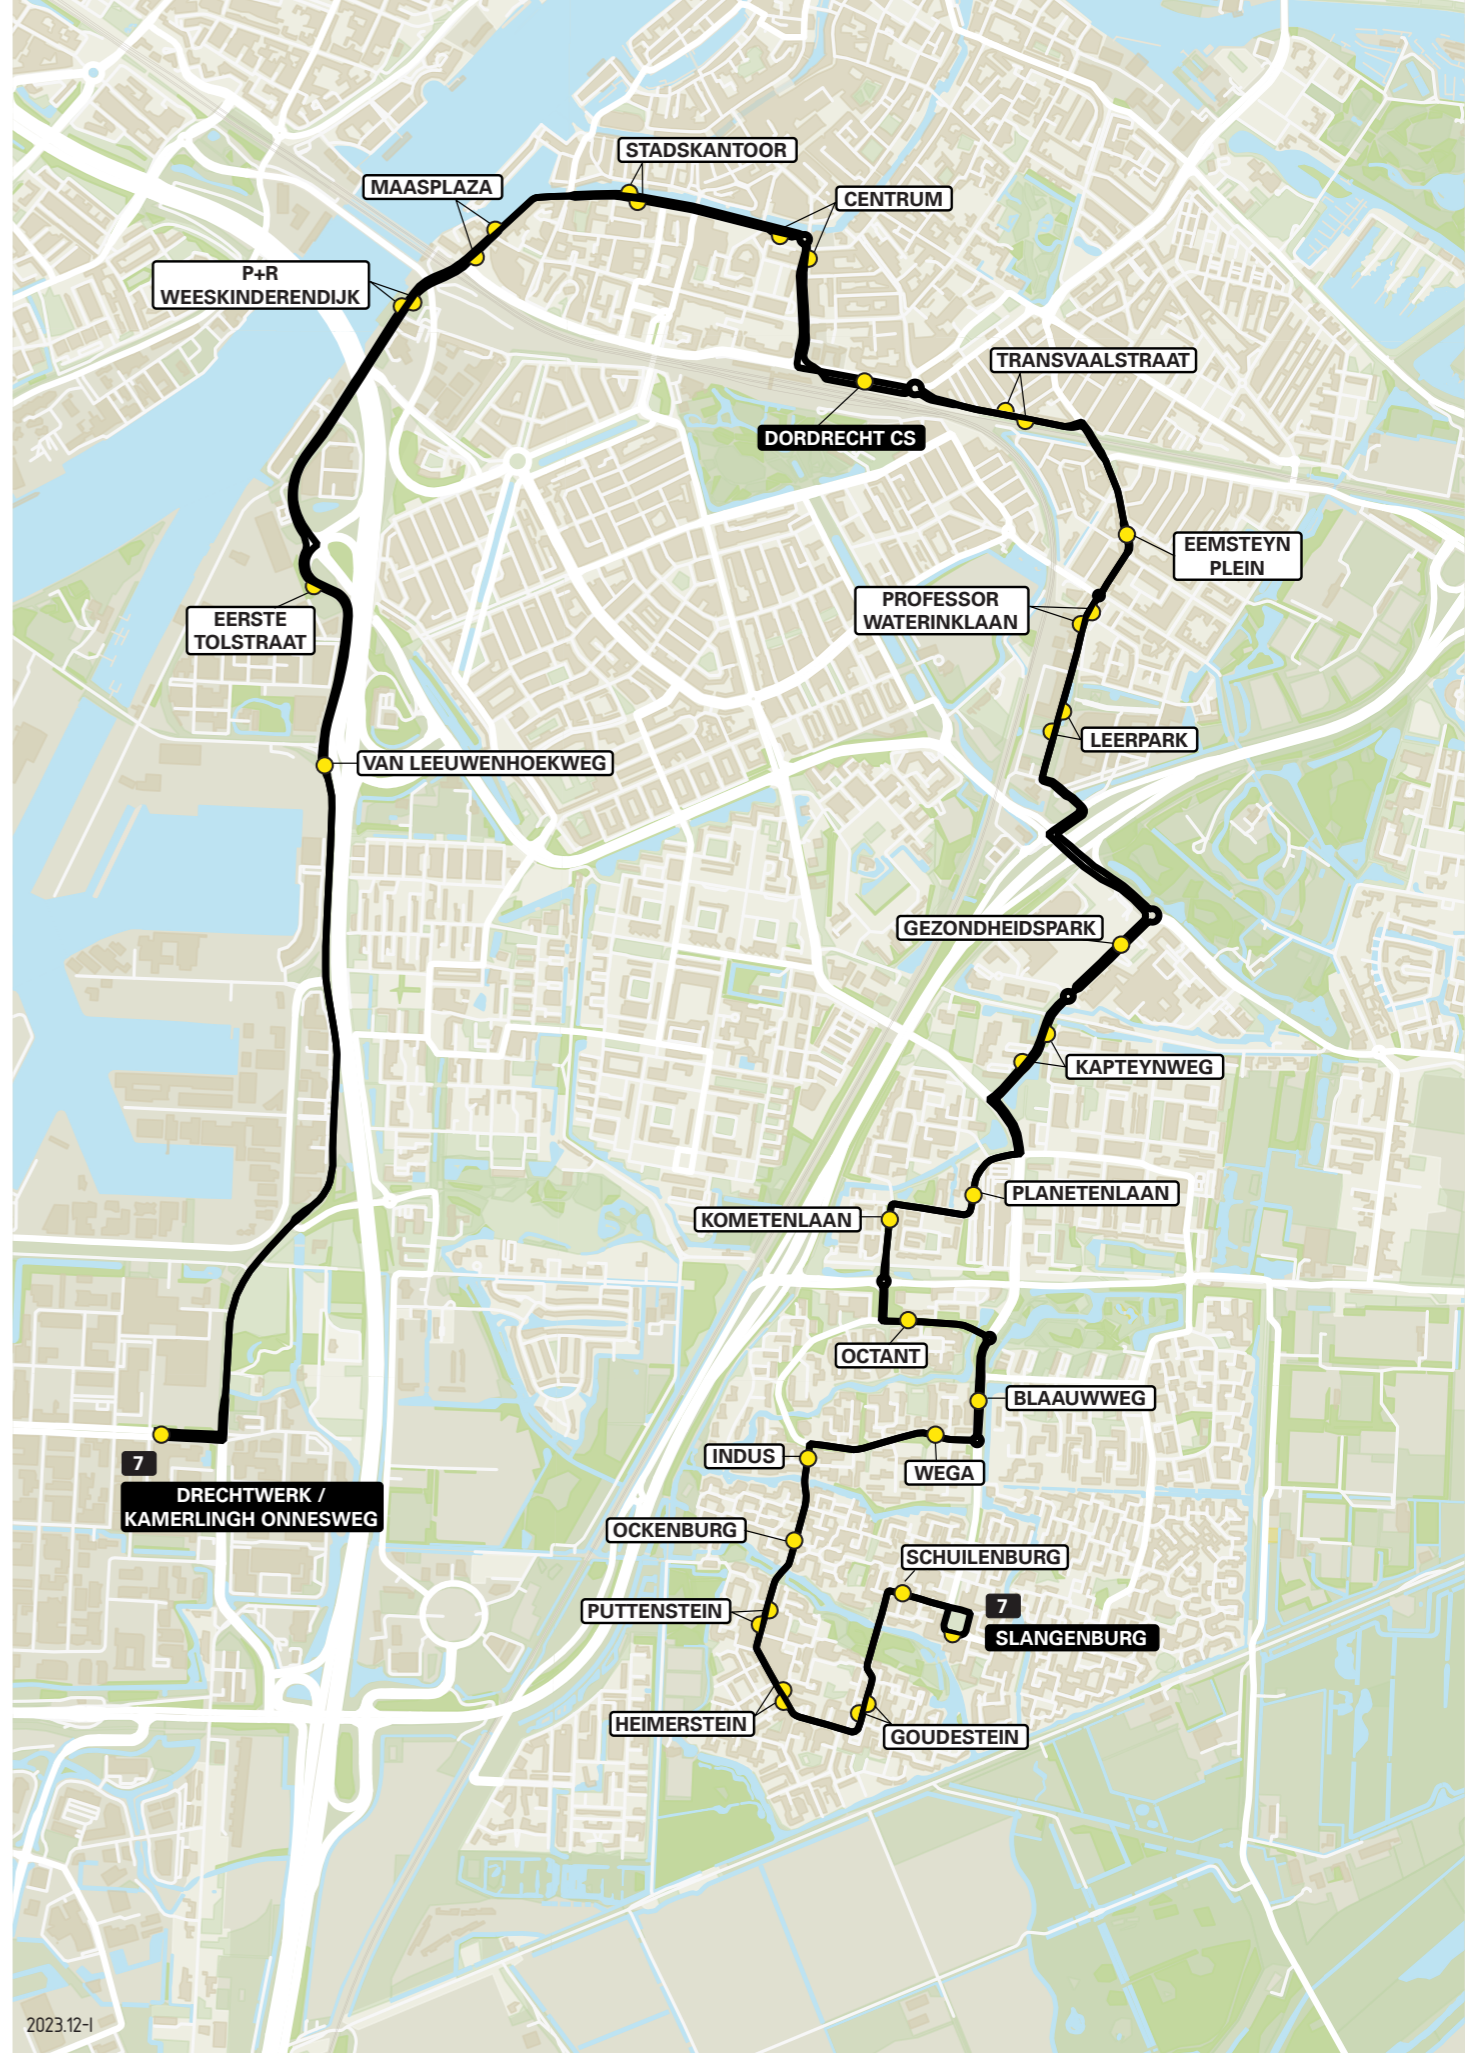 STADSKANTOOR
MAASPLAZA
CENTRUM
P+R
WEESKINDERENDIJK
TRANSVAALSTRAAT
DORDRECHT CS
EEMSTEYN
PLEIN
PROFESSOR
WATERINKLAAN
EERSTE
TOLSTRAAT
LEERPARK
VAN LEEUWENHOEKWEG
GEZONDHEIDSPARK
KAPTEYNWEG
PLANETENLAAN
KOMETENLAAN
OCTANT
BLAAUWWEG
INDUS
WEGA
7
DRECHTWERK /
KAMERLINGH ONNESWEG
OCKENBURG
SCHUILENBURG
PUTTENSTEIN
7
SLANGENBURG
HEIMERSTEIN
GOUDESTEIN
2023.12-I